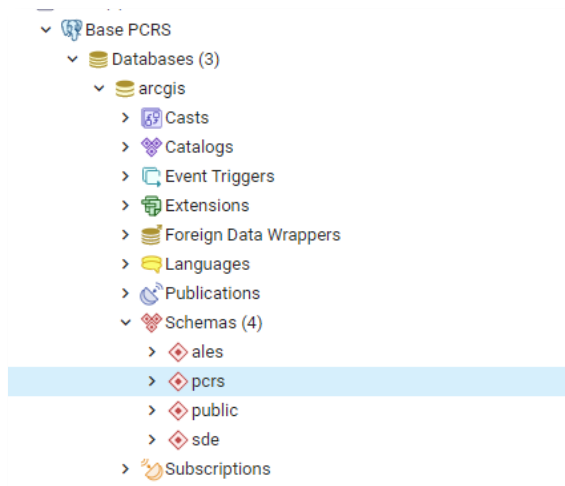 Base PCRS
Databases (3)
arcgis
Casts
Catalogs
Event Triggers
Extensions
Foreign Data Wrappers
Languages
Publications
Schemas (4)
ales
pcrs
public
sde
Subscriptions